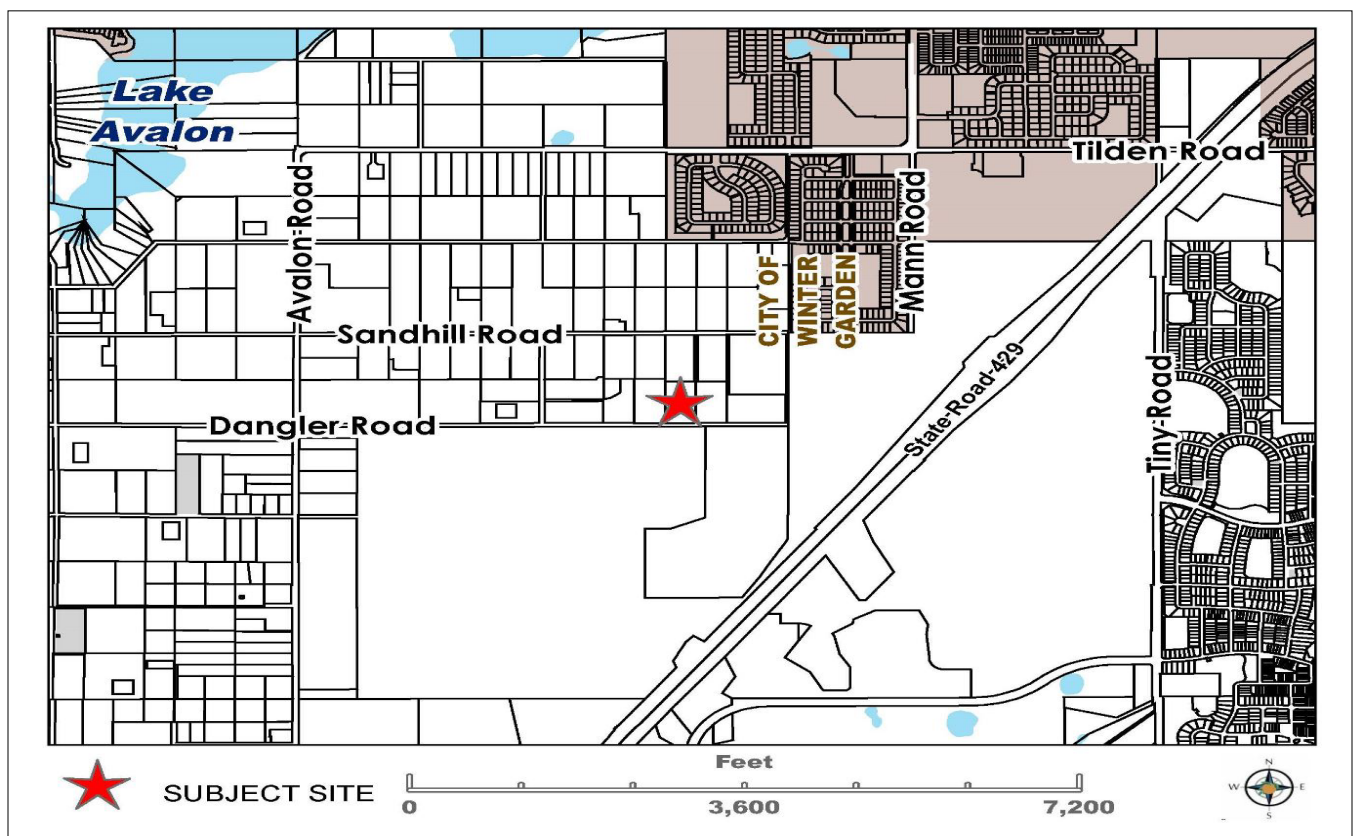 Lake
Avalon
Tilden Road
Avalon Road
Mann Road
CITY OF
WINTER
GARDEN
Sandhill Road
State Road 429
Tiny Road
Dangler Road
Feet
SUBJECT SITE
0 3,600 7,200
N
W E
S